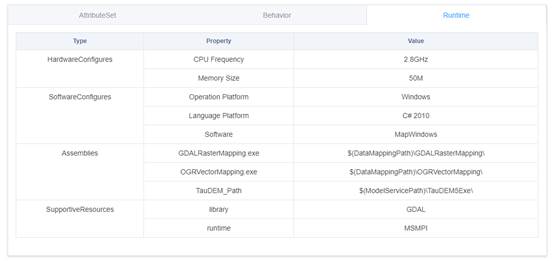 AttributeSet Behavior Runtime
Type Property Value
HardwareConfigures CPU Frequency 2.8GHz
Memory Size 50M
SoftwareConfigures Operation Platform Windows
Language Platform C# 2010
Software MapWindows
Assemblies GDALRasterMapping.exe $(DataMappingPath)\GDALRasterMapping\
OGRVectorMapping.exe $(DataMappingPath)\OGRVectorMapping\
TauDEM_Path $(ModelServicePath)\TauDEM5Exe\
SupportiveResources library GDAL
runtime MSMPI